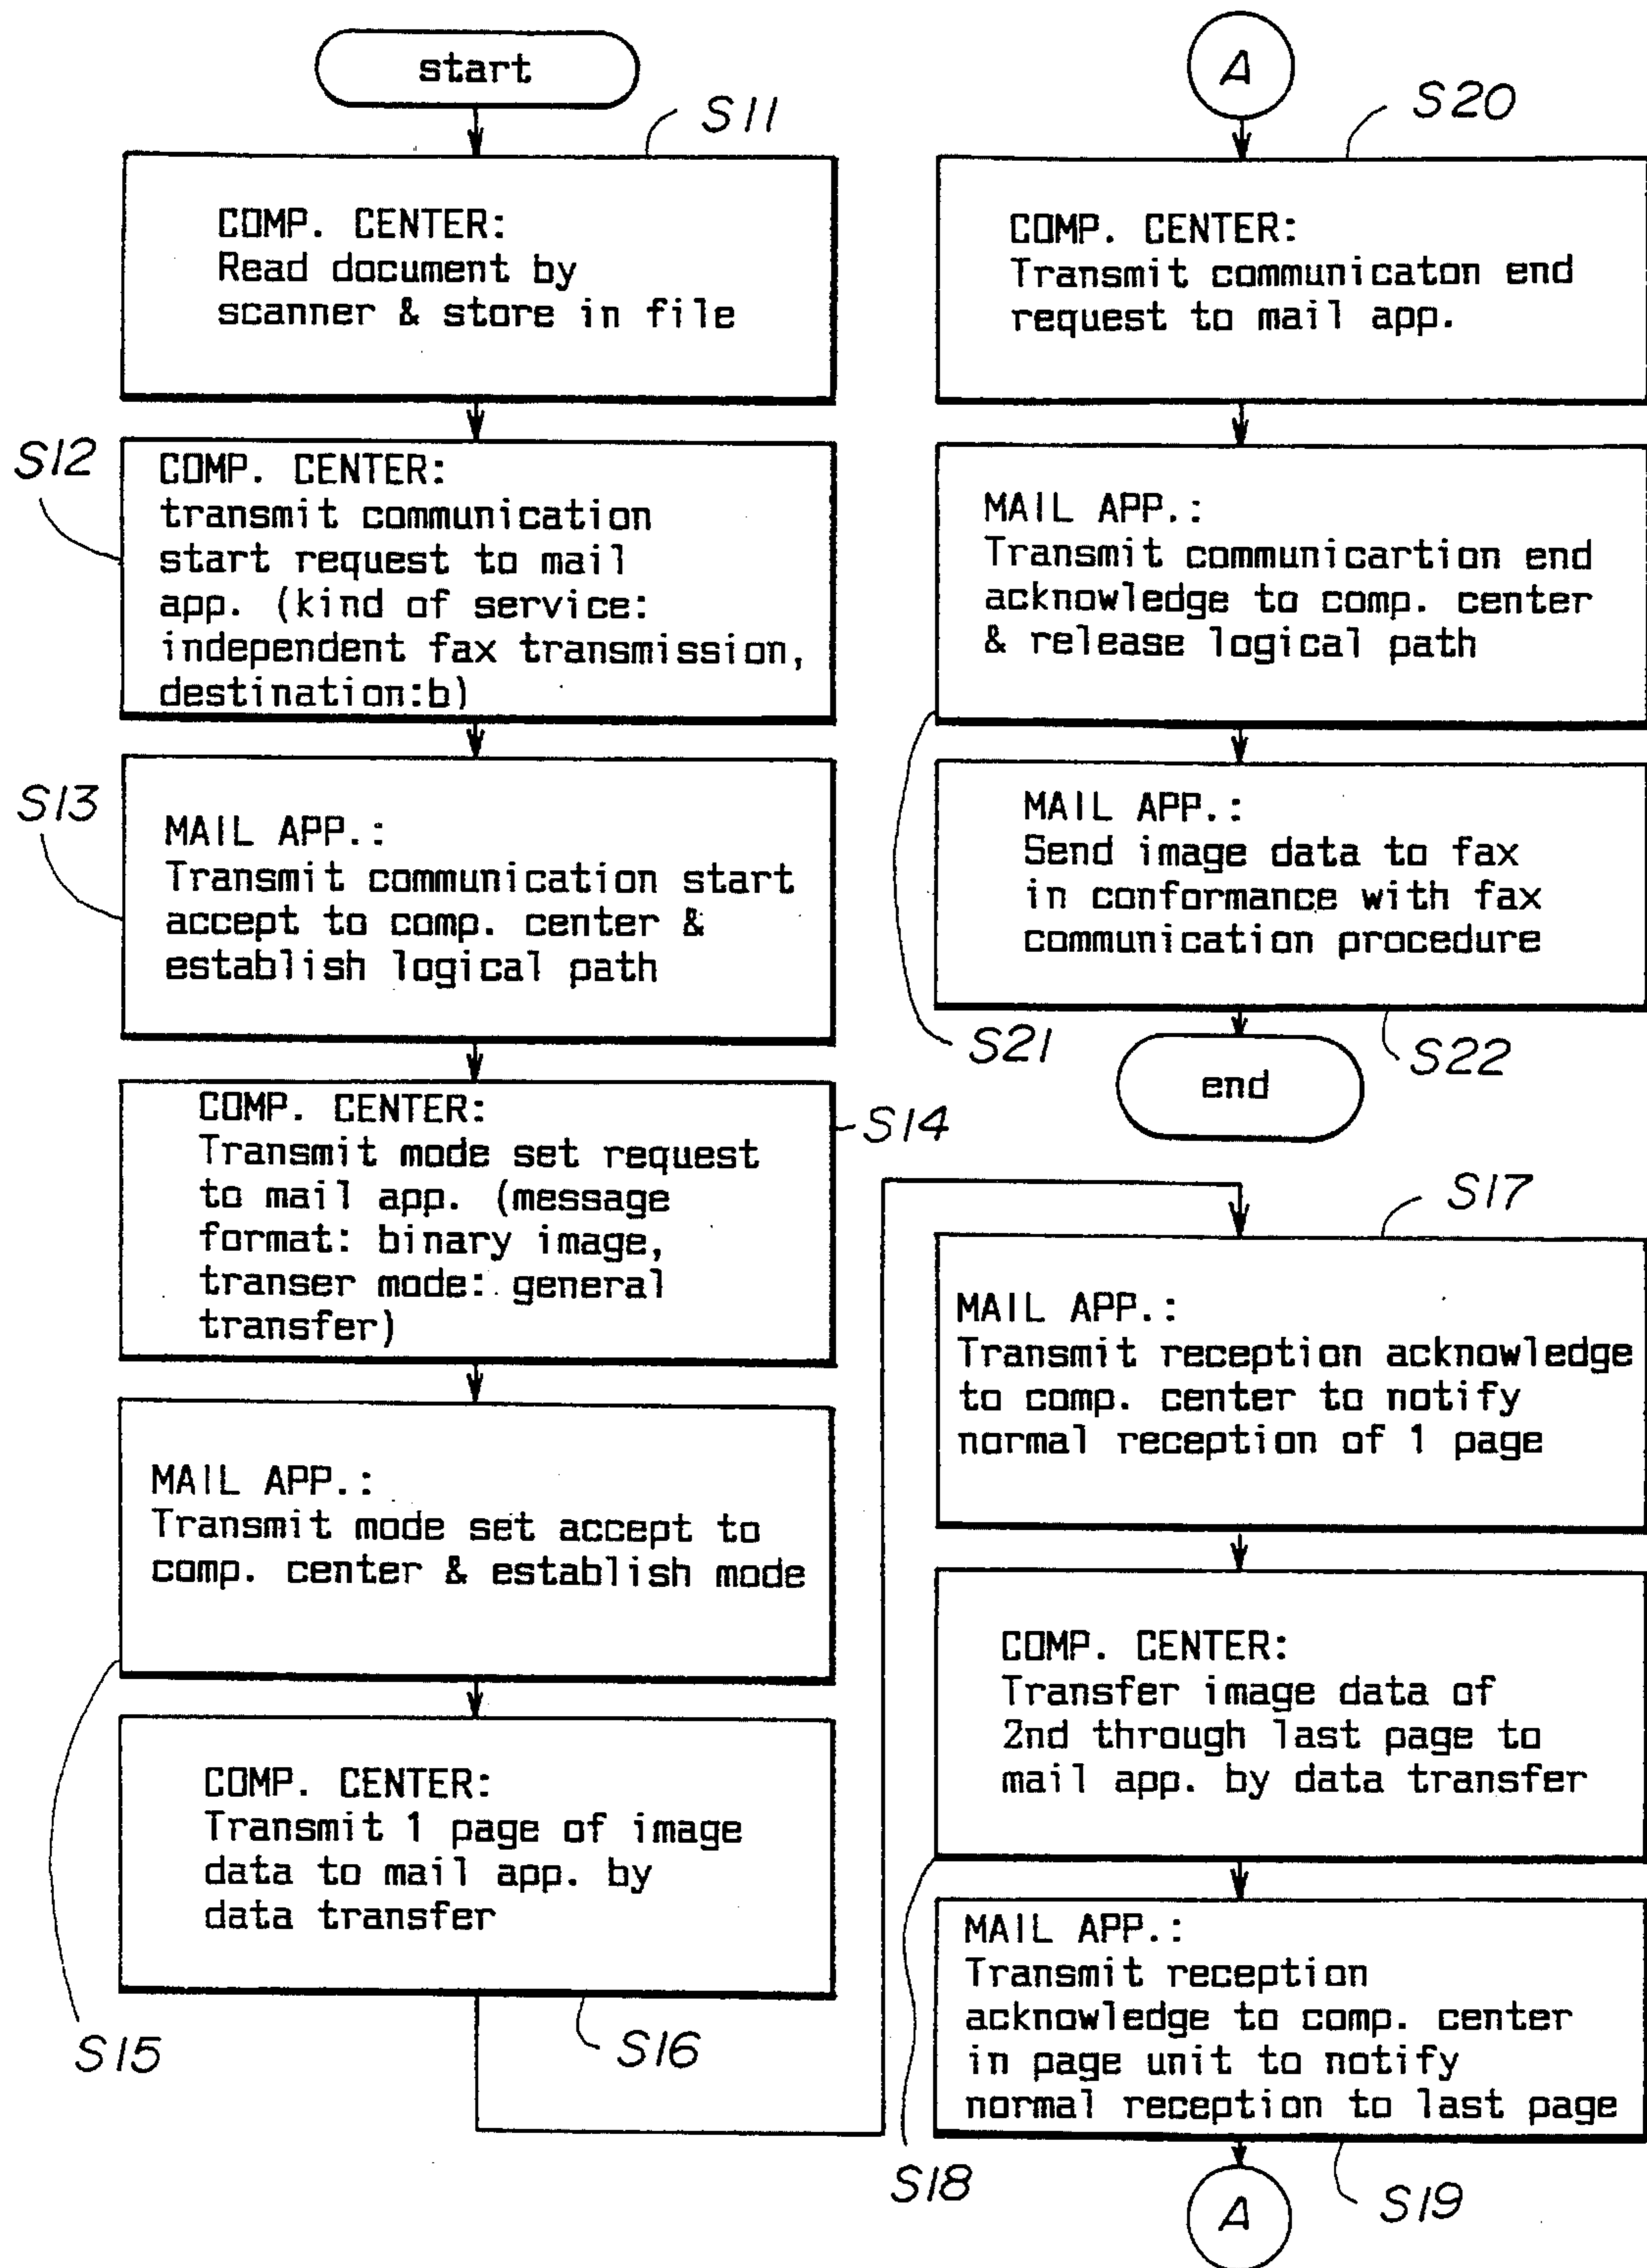 start
S11
COMP. CENTER:
Read document by
scanner & store in file
S12
COMP. CENTER:
transmit communication
start request to mail
app. (kind of service:
independent fax transmission,
destination:b)
S13
MAIL APP.:
Transmit communication start
accept to comp. center &
establish logical path
COMP. CENTER:
Transmit mode set request
to mail app. (message
format: binary image,
transer mode: general
transfer)
S14
MAIL APP.:
Transmit mode set accept to
comp. center & establish mode
S15
COMP. CENTER:
Transmit 1 page of image
data to mail app. by
data transfer
S16
S17
MAIL APP.:
Transmit reception acknowledge
to comp. center to notify
normal reception of 1 page
COMP. CENTER:
Transfer image data of
2nd through last page to
mail app. by data transfer
S18
MAIL APP.:
Transmit reception
acknowledge to comp. center
in page unit to notify
normal reception to last page
S19
A
A
S20
COMP. CENTER:
Transmit communicaton end
request to mail app.
MAIL APP.:
Transmit communicartion end
acknowledge to comp. center
& release logical path
S21
MAIL APP.:
Send image data to fax
in conformance with fax
communication procedure
S22
end